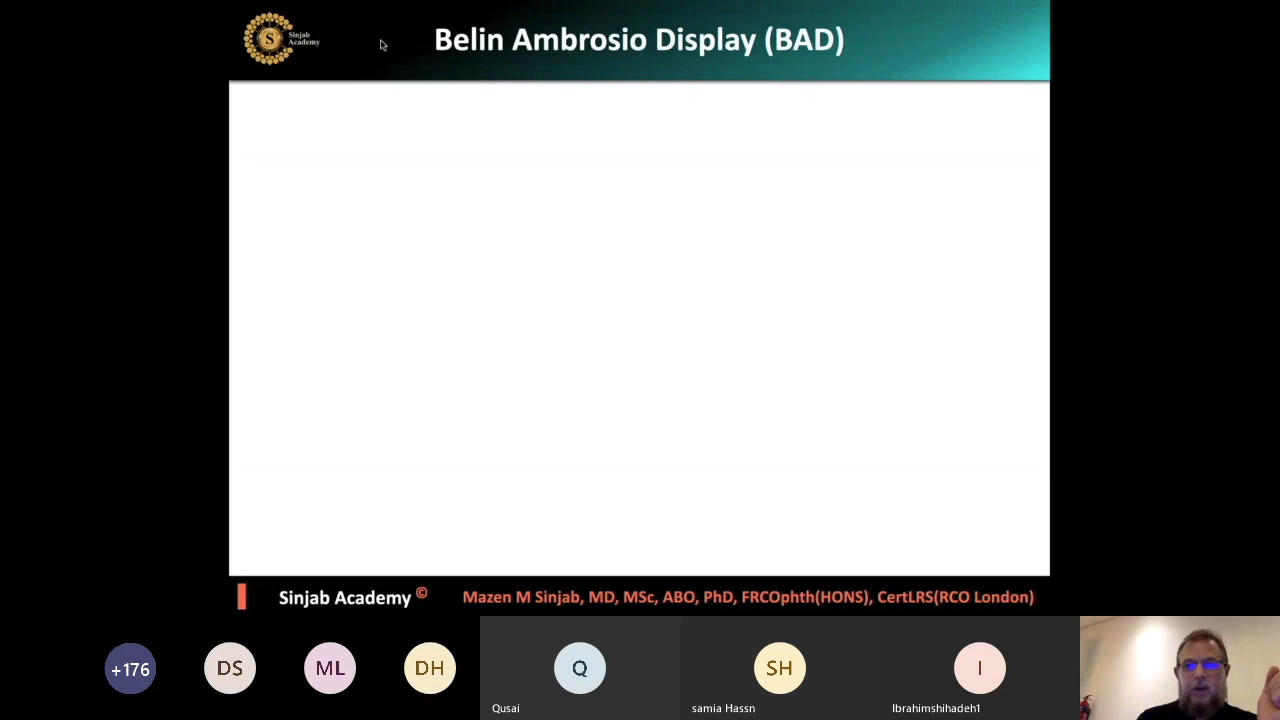 S
Sinjab
Academy
Belin Ambrosio Display (BAD)
Sinjab Academy ©
Mazen M Sinjab, MD, MSc, ABO, PhD, FRCOphth(HONS), CertLRS(RCO London)
+176
DS
ML
DH
Q
SH
I
Qusai
samia Hassn
Ibrahimshihadeh1